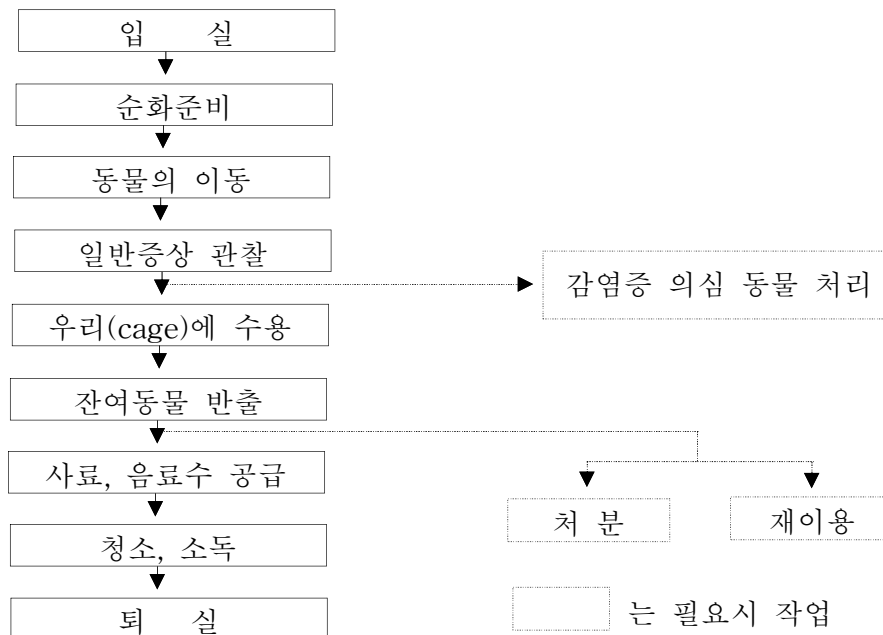 입 실
순화준비
동물의 이동
일반증상 관찰
감염증 의심 동물 처리
우리(cage)에 수용
잔여동물 반출
사료, 음료수 공급
처 분
재이용
청소, 소독
퇴 실
는 필요시 작업